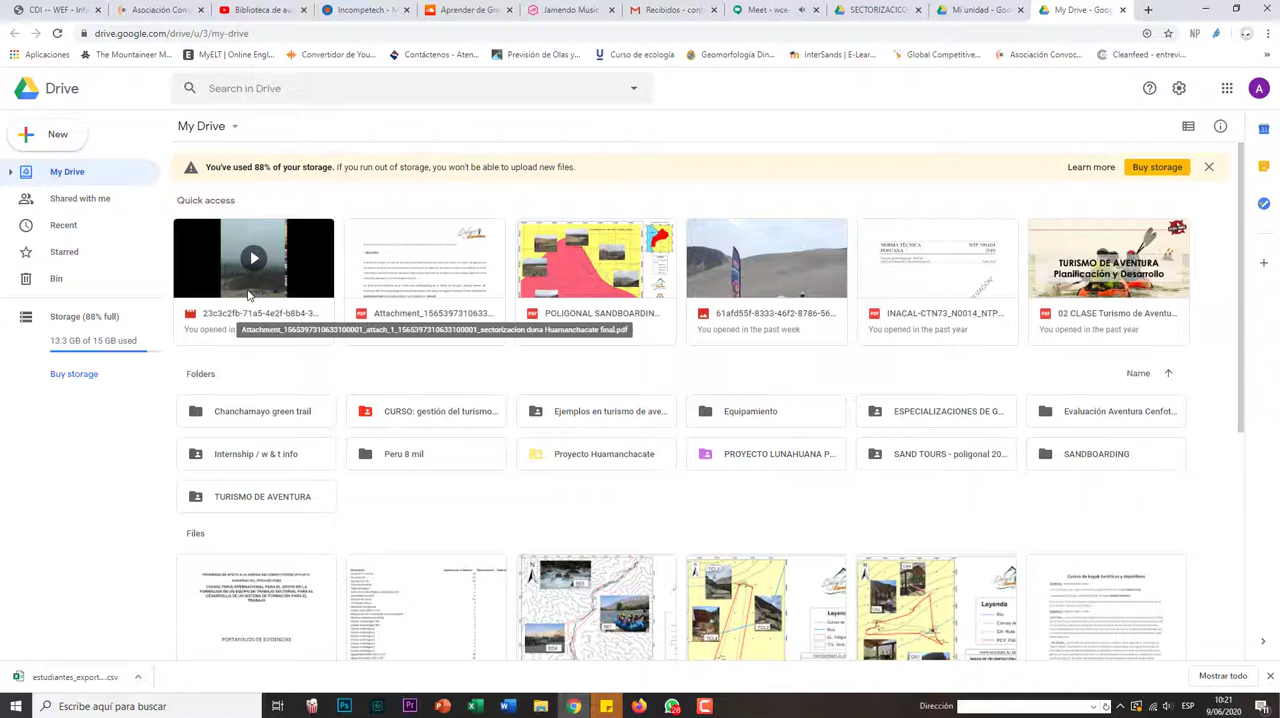 CDI -- WEF - Int
Asociación Con
Biblioteca de au
Incompetech - M
Aprender de Gr
Jamendo Music
Recibidos - cont
Meet - wce-
SECTORIZACIO
Mi unidad - Goo
My Drive - Goog
drive.google.com/drive/u/3/my-drive
NP
Aplicaciones
The Mountaineer M...
MyELT | Online Engl...
Convertidor de You...
Contáctenos - Aten...
Previsión de Olas y...
Curso de ecología
Geomorfología Din...
InterSands | E-Lear...
Global Competitive...
Asociación Convoc...
Cleanfeed - entrevi...
Drive
Search in Drive
A
New
My Drive
My Drive
You've used 88% of your storage. If you run out of storage, you won't be able to upload new files.
Learn more
Buy storage
Shared with me
Recent
Starred
Bin
Storage (88% full)
13.3 GB of 15 GB used
Buy storage
Quick access
NORMA TÉCNICA
PERUANA
TURISMO DE AVENTURA
Planificación y Desarrollo
23c3c2fb-71a5-4e2f-b8b4-3...
Attachment_1565397310633...
POLIGONAL SANDBOARDIN...
61afd55f-8333-46f2-8786-56...
INACAL-CTN73_N0014_NTP...
02 CLASE Turismo de Aventu...
You opened in
Attachment_1565397310633100001_attach_1_1565397310633100001_sectorizacion duna Huamanchacate final.pdf
You opened in the past week
You opened in the past year
You opened in the past year
Folders
Name
Chanchamayo green trail
CURSO: gestión del turismo...
Ejemplos en turismo de ave...
Equipamiento
ESPECIALIZACIONES DE G...
Evaluación Aventura Cenfot...
Internship / w & t info
Peru 8 mil
Proyecto Huamanchacate
PROYECTO LUNAHUANA P...
SAND TOURS - poligonal 20...
SANDBOARDING
TURISMO DE AVENTURA
Files
PORTAFOLIOS DE EVIDENCIAS
Leyenda
Leyenda
Mostrar todo
Escribe aquí para buscar
Dirección
ESP
10:21
9/06/2020